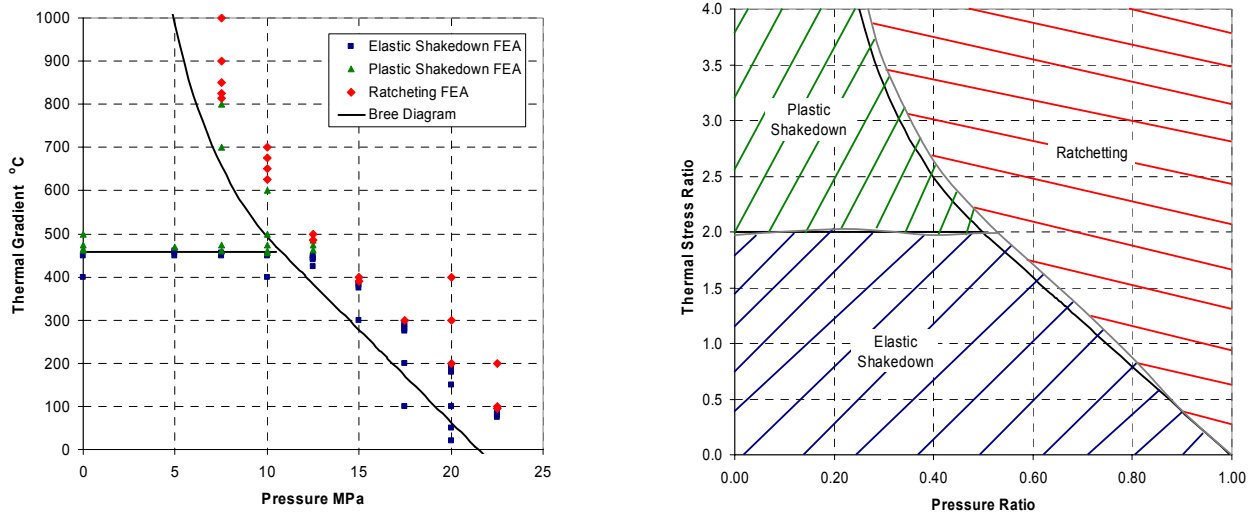 1000
900
800
700
600
500
400
300
200
100
0
Thermal Gradient °C
0 5 10 15 20 25
Pressure MPa
Elastic Shakedown FEA
Plastic Shakedown FEA
Ratcheting FEA
Bree Diagram
4.0
3.5
3.0
2.5
2.0
1.5
1.0
0.5
0.0
Thermal Stress Ratio
0.00 0.20 0.40 0.60 0.80 1.00
Pressure Ratio
Plastic
Shakedown
Ratchetting
Elastic
Shakedown